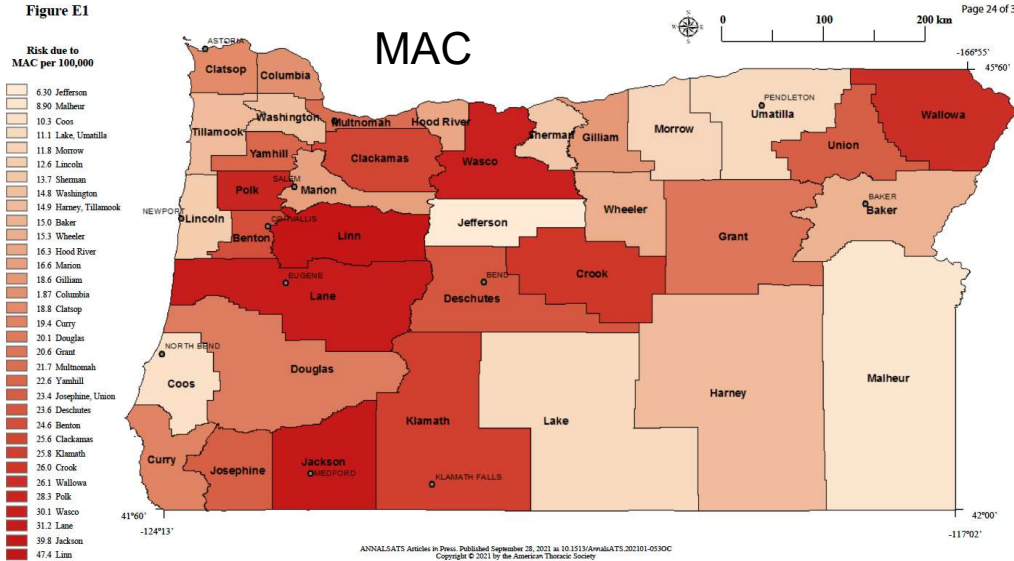 Figure E1
Page 24 of 3
MAC
N
W E
S
0 100 200 km
-166°55'
45°60'
Risk due to
MAC per 100,000
6.30 Jefferson
8.90 Malheur
10.3 Coos
11.1 Lake, Umatilla
11.8 Morrow
12.6 Lincoln
13.7 Sherman
14.8 Washington
14.9 Harney, Tillamook
15.0 Baker
15.3 Wheeler
16.3 Hood River
16.6 Marion
18.6 Gilliam
1.87 Columbia
18.8 Clatsop
19.4 Curry
20.1 Douglas
20.6 Grant
21.7 Multnomah
22.6 Yamhill
23.4 Josephine, Union
23.6 Deschutes
24.6 Benton
25.6 Clackamas
25.8 Klamath
26.0 Crook
26.1 Wallowa
28.3 Polk
30.1 Wasco
31.2 Lane
39.8 Jackson
47.4 Linn
ASTORIA
Clatsop
Columbia
Tillamook
Washington
Multnomah
Hood River
Sherman
Gilliam
Morrow
PENDLETON
Umatilla
Union
Wallowa
Yamhill
Clackamas
Wasco
SALEM
Polk
Marion
NEWPORT
Lincoln
CORVALLIS
Benton
Linn
Jefferson
Wheeler
Grant
BAKER
Baker
EUGENE
Lane
BEND
Deschutes
Crook
NORTH BEND
Coos
Douglas
Klamath
Lake
Harney
Malheur
Curry
Josephine
Jackson
MEDFORD
KLAMATH FALLS
41°60'
-124°13'
42°00'
-117°02'
ANNALSATS Articles in Press. Published September 28, 2021 as 10.1513/AnnalsATS.202101-053OC
Copyright © 2021 by the American Thoracic Society